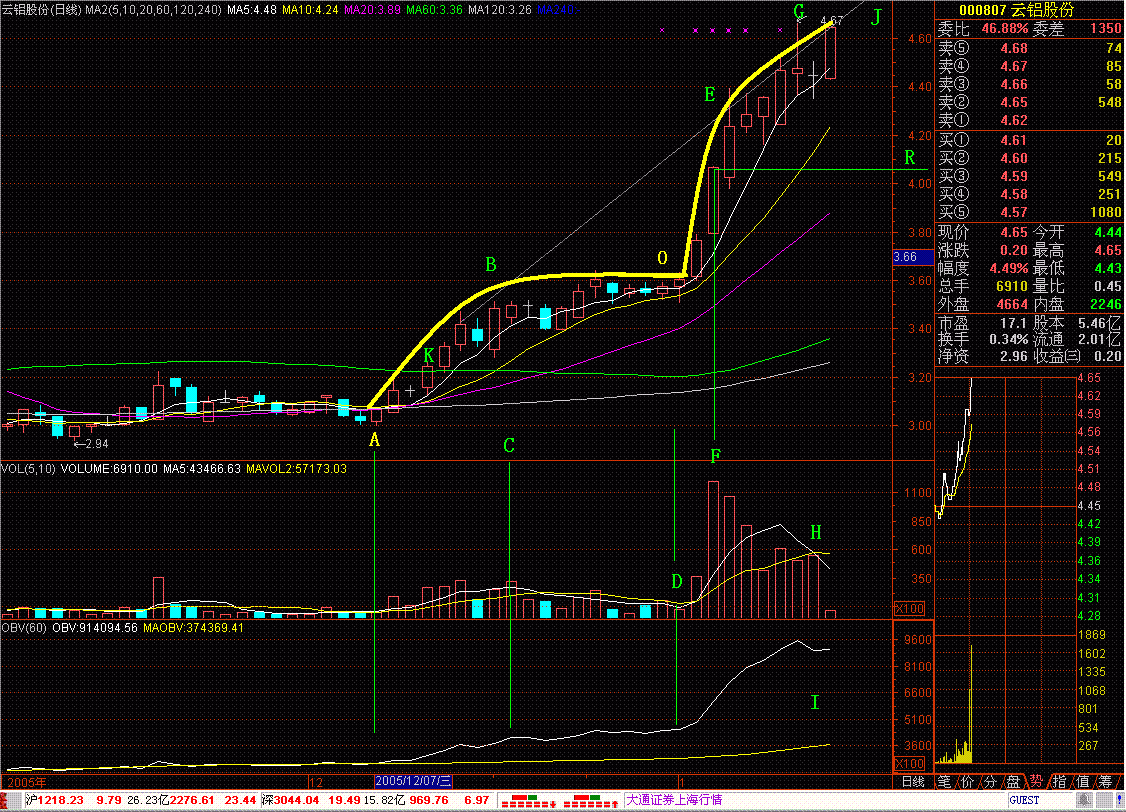 云铝股份(日线) MA2(5,10,20,60,120,240) MA5:4.48 MA10:4.24 MA20:3.89 MA60:3.36 MA120:3.26 MA240:-
000807 云铝股份
委比 46.88% 委差 1350
卖⑤ 4.68 74
卖④ 4.67 85
卖③ 4.66 58
卖② 4.65 548
卖① 4.62
买① 4.61 20
买② 4.60 215
买③ 4.59 549
买④ 4.58 251
买⑤ 4.57 1080
现价 4.65 今开 4.44
涨跌 0.20 最高 4.65
幅度 4.49% 最低 4.43
总手 6910 量比 0.45
外盘 4664 内盘 2246
市盈 17.1 股本 5.46亿
换手 0.34% 流通 2.01亿
净资 2.96 收益㈢ 0.20
G 4.67 J
E
R
B
O
K
A
C
F
←2.94
4.60
4.40
4.20
4.00
3.80
3.66
3.60
3.40
3.20
3.00
VOL(5,10) VOLUME:6910.00 MA5:43466.63 MAVOL2:57173.03
H
D
1100
850
600
350
X100
OBV(60) OBV:914094.56 MAOBV:374369.41
I
9600
8100
6600
5100
3600
X100
4.65
4.62
4.59
4.56
4.54
4.51
4.48
4.45
4.42
4.39
4.36
4.34
4.31
4.28
1869
1602
1335
1068
801
534
267
2005年 12 2005/12/07/三 1 日线
笔 价 分 盘 势 指 值 筹
沪1218.23 9.79 26.23亿 2276.61 23.44 深3044.04 19.49 15.82亿 969.76 6.97 大通证券上海行情 GUEST